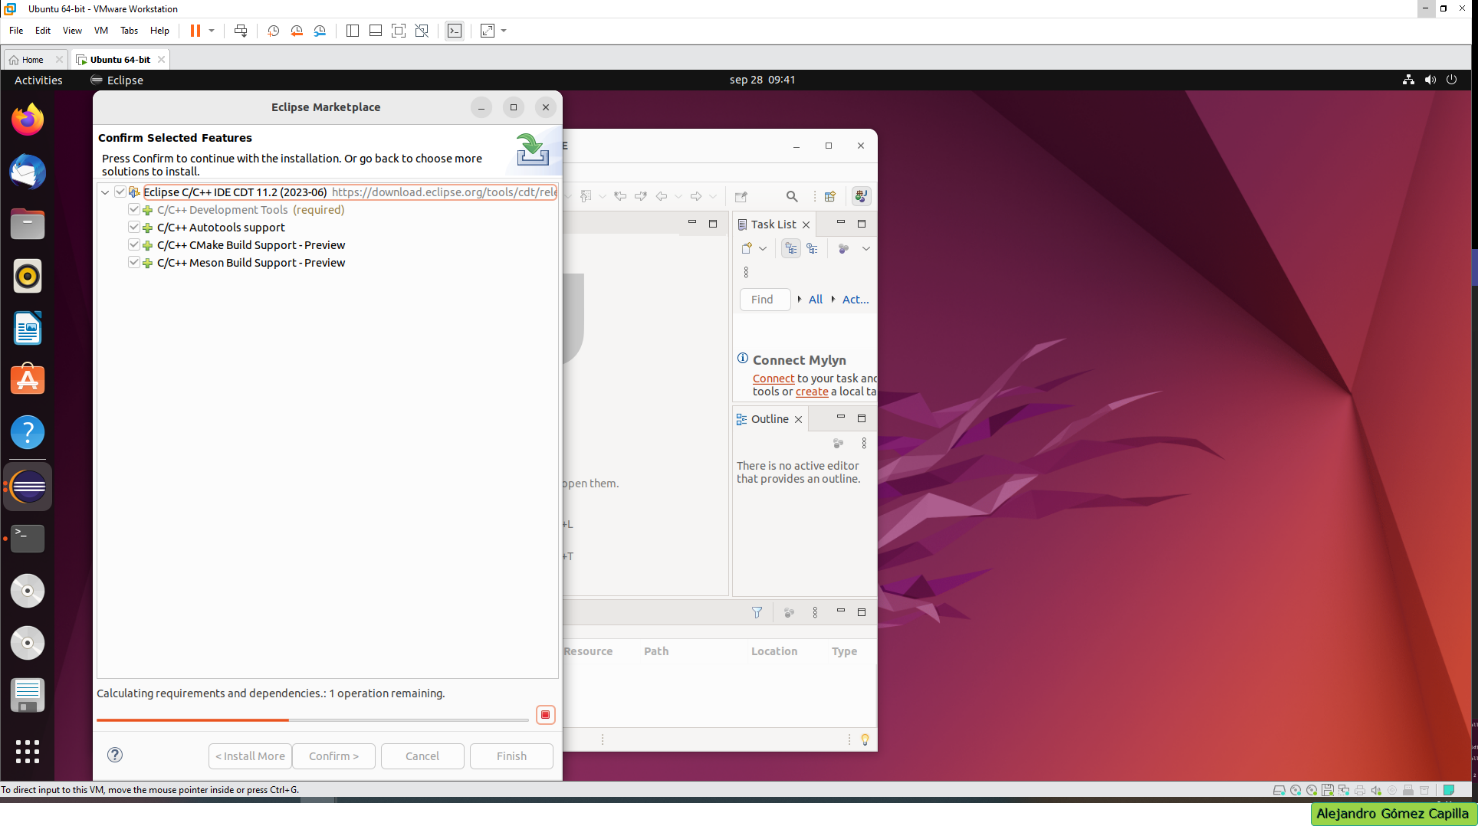 Ubuntu 64-bit - VMware Workstation
File Edit View VM Tabs Help
Home
Ubuntu 64-bit
Activities
Eclipse
sep 28 09:41
Eclipse Marketplace
Confirm Selected Features
Press Confirm to continue with the installation. Or go back to choose more
solutions to install.
Eclipse C/C++ IDE CDT 11.2 (2023-06) https://download.eclipse.org/tools/cdt/rele
C/C++ Development Tools (required)
C/C++ Autotools support
C/C++ CMake Build Support - Preview
C/C++ Meson Build Support - Preview
Calculating requirements and dependencies.: 1 operation remaining.
< Install More
Confirm >
Cancel
Finish
E
Task List
Find
All
Act...
Connect Mylyn
Connect to your task and
tools or create a local ta
Outline
There is no active editor
that provides an outline.
open them.
+L
+T
Resource
Path
Location
Type
To direct input to this VM, move the mouse pointer inside or press Ctrl+G.
Alejandro Gómez Capilla